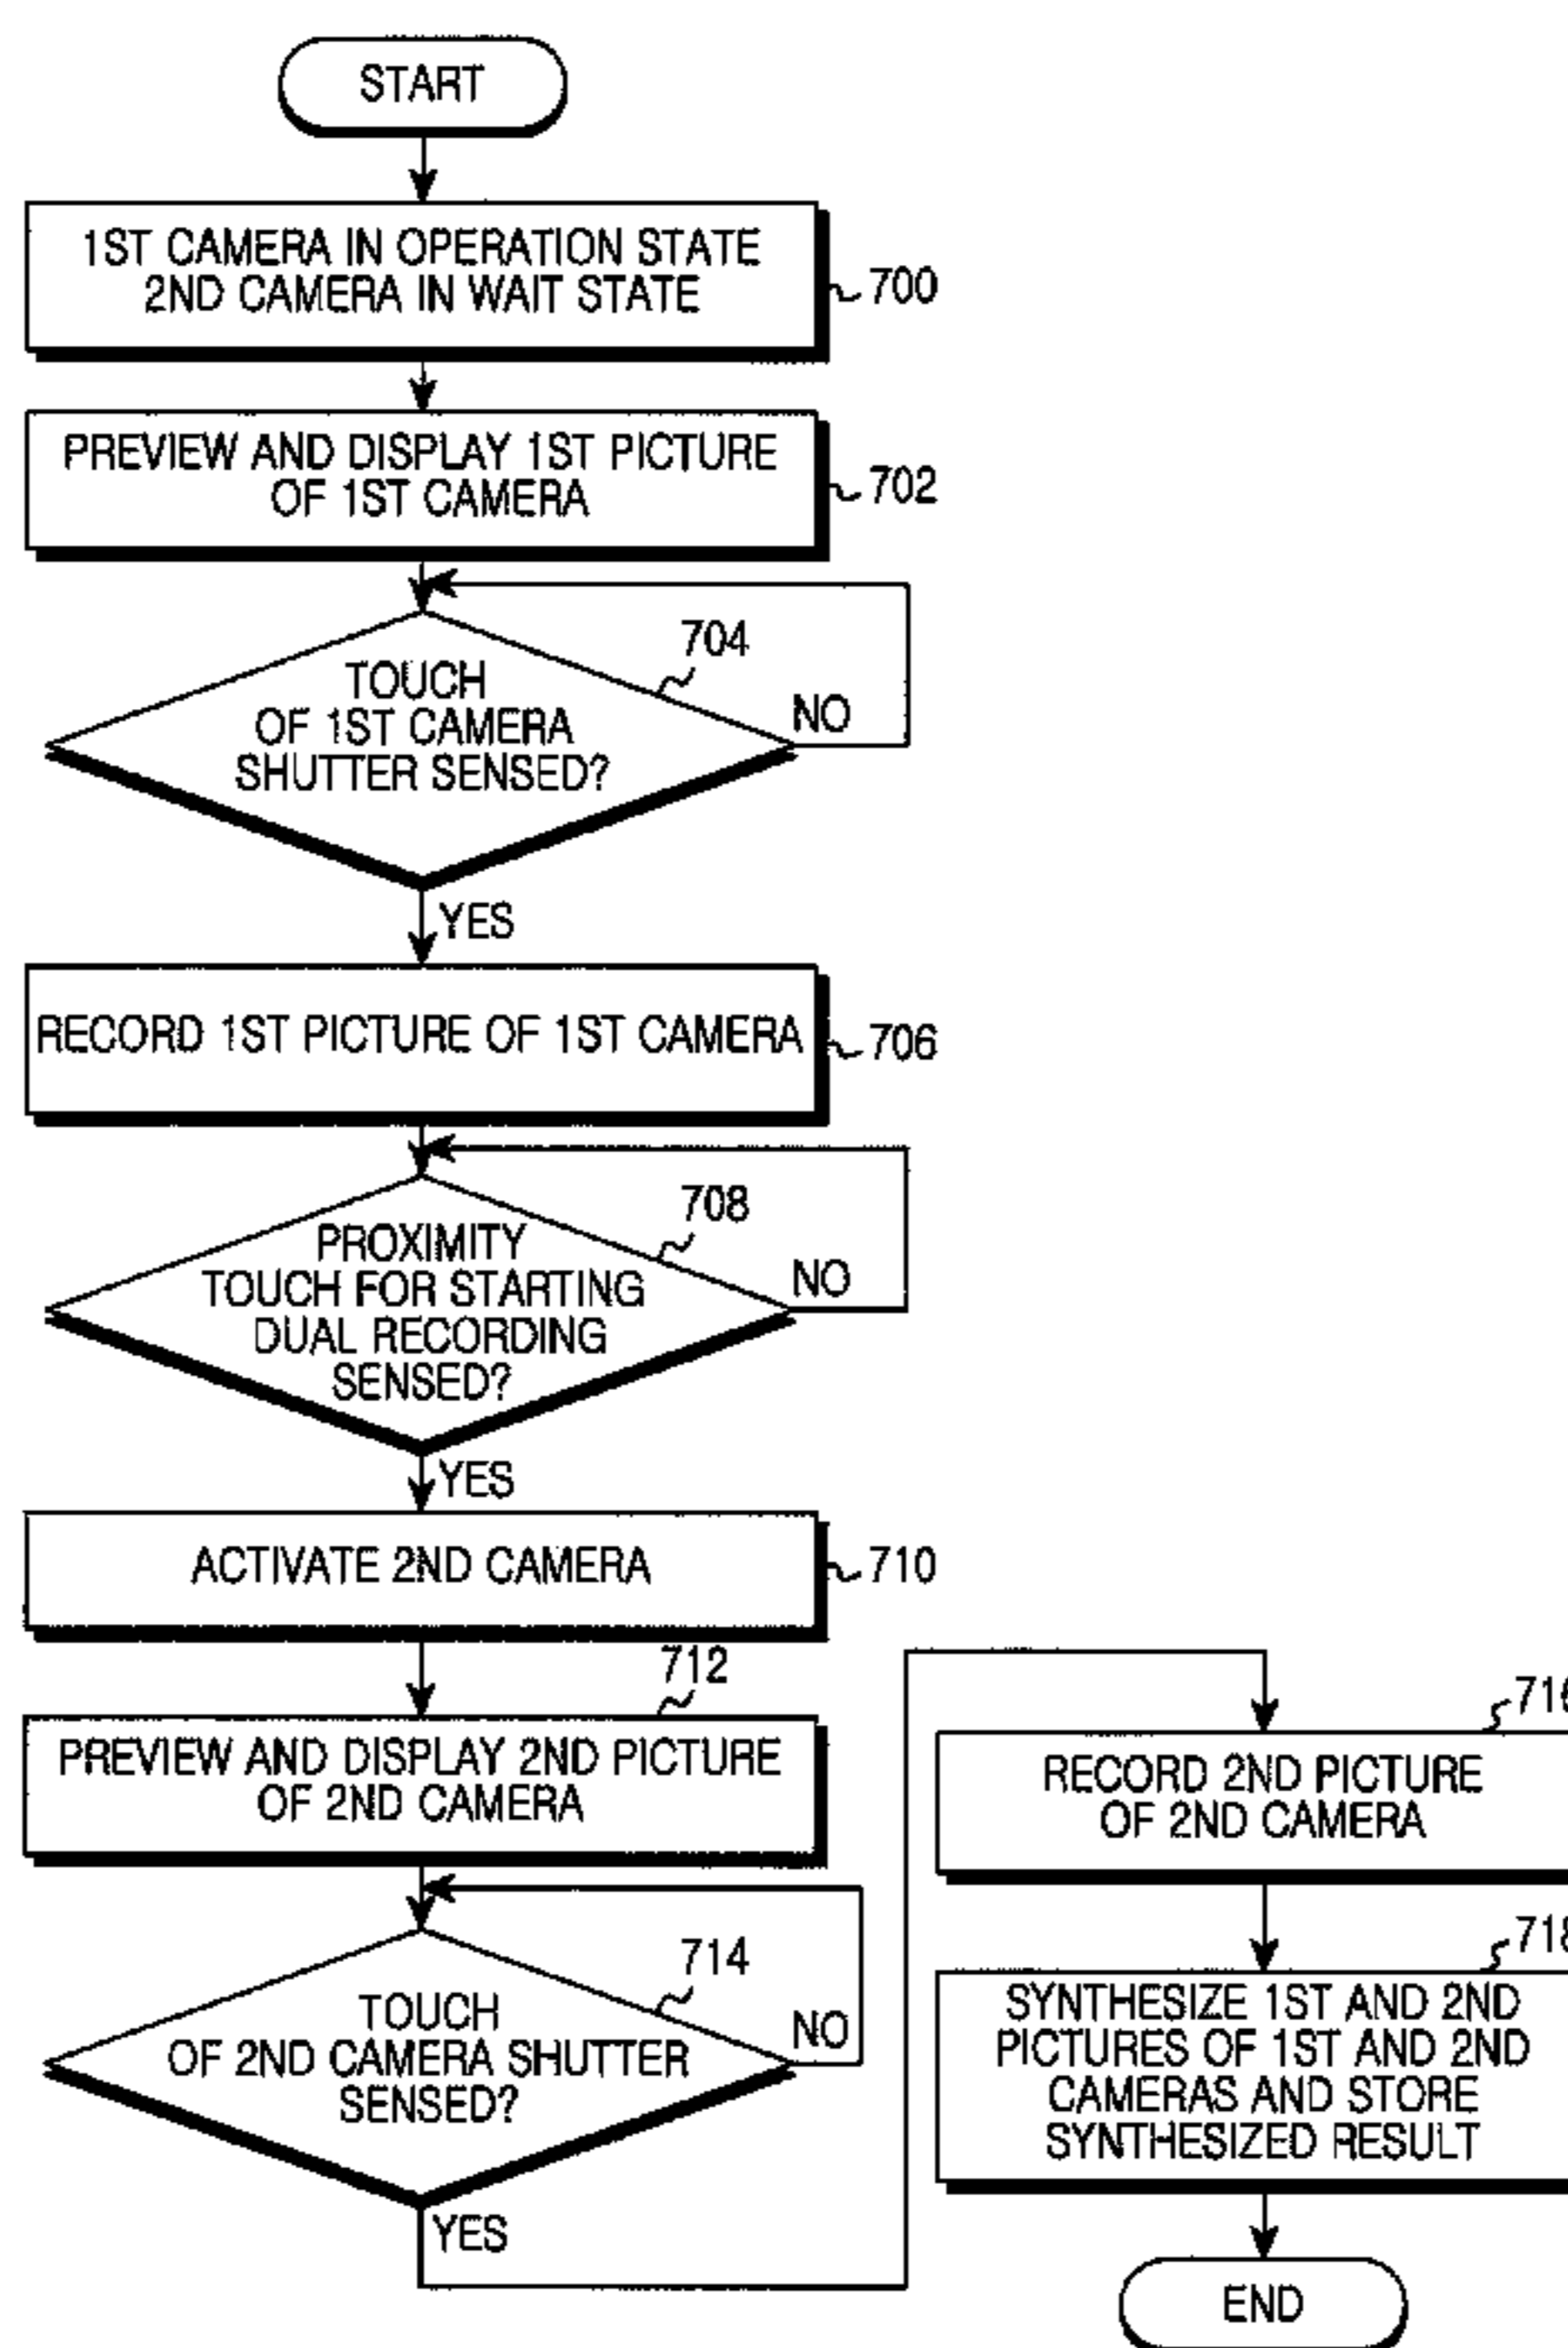 START
1ST CAMERA IN OPERATION STATE
2ND CAMERA IN WAIT STATE
700
PREVIEW AND DISPLAY 1ST PICTURE
OF 1ST CAMERA
702
704
TOUCH
OF 1ST CAMERA
SHUTTER SENSED?
NO
YES
RECORD 1ST PICTURE OF 1ST CAMERA
706
708
PROXIMITY
TOUCH FOR STARTING
DUAL RECORDING
SENSED?
NO
YES
ACTIVATE 2ND CAMERA
710
712
PREVIEW AND DISPLAY 2ND PICTURE
OF 2ND CAMERA
714
TOUCH
OF 2ND CAMERA SHUTTER
SENSED?
NO
YES
716
RECORD 2ND PICTURE
OF 2ND CAMERA
718
SYNTHESIZE 1ST AND 2ND
PICTURES OF 1ST AND 2ND
CAMERAS AND STORE
SYNTHESIZED RESULT
END